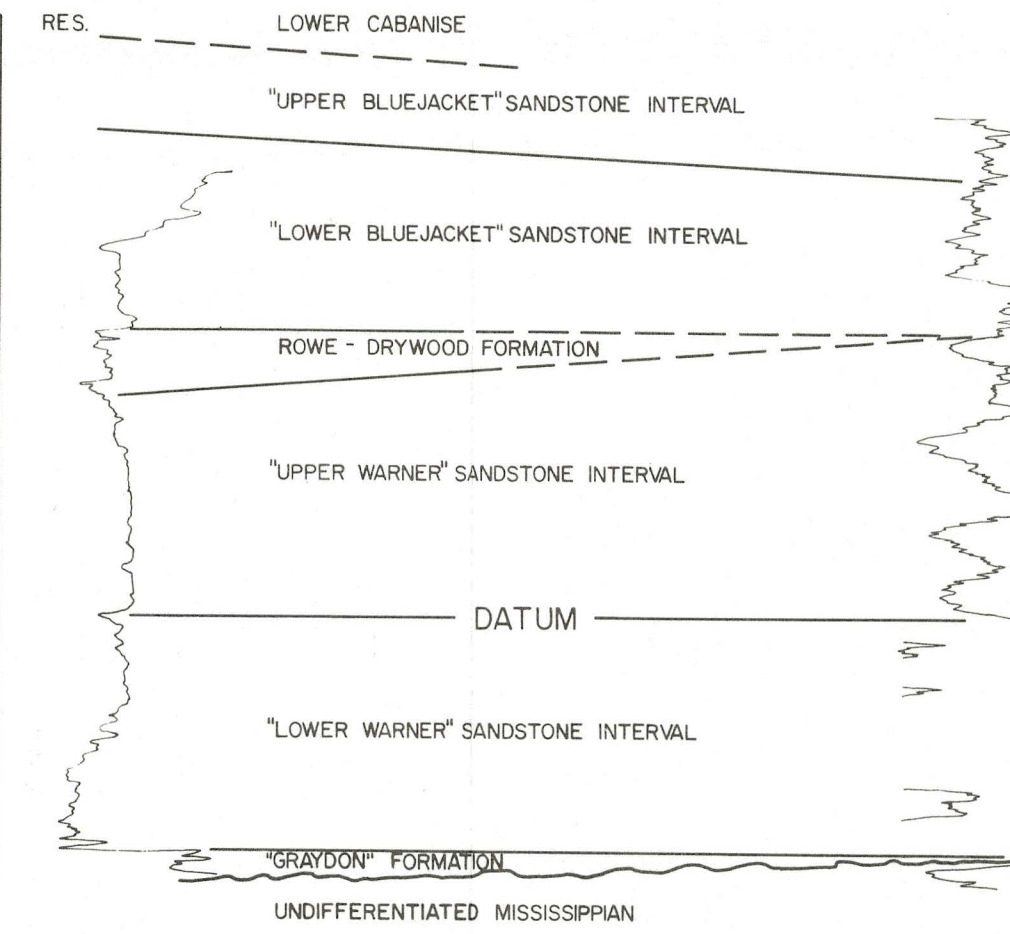 RES. LOWER CABANISE
"UPPER BLUEJACKET" SANDSTONE INTERVAL
"LOWER BLUEJACKET" SANDSTONE INTERVAL
ROWE - DRYWOOD FORMATION
"UPPER WARNER" SANDSTONE INTERVAL
DATUM
"LOWER WARNER" SANDSTONE INTERVAL
"GRAYDON" FORMATION
UNDIFFERENTIATED MISSISSIPPIAN